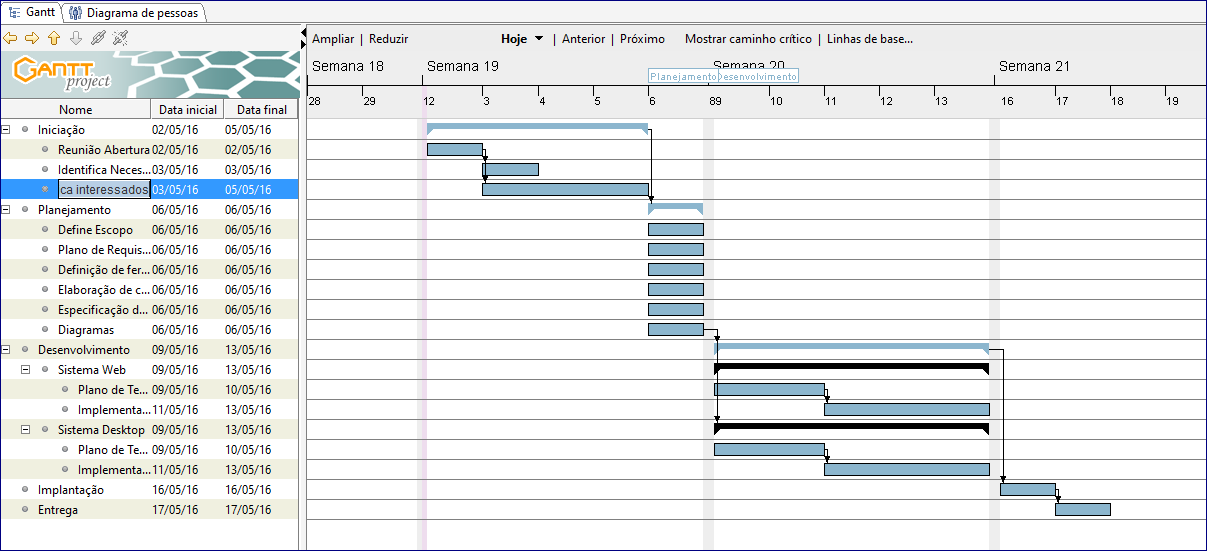 Gantt Diagrama de pessoas
Ampliar | Reduzir Hoje | Anterior | Próximo Mostrar caminho crítico | Linhas de base...
GANTT project
Semana 18 Semana 19 Semana 20 Semana 21
Planejamento Desenvolvimento
Nome Data inicial Data final
28 29 12 3 4 5 6 89 10 11 12 13 16 17 18 19
Iniciação 02/05/16 05/05/16
Reunião Abertura 02/05/16 02/05/16
Identifica Neces... 03/05/16 03/05/16
ca interessados 03/05/16 05/05/16
Planejamento 06/05/16 06/05/16
Define Escopo 06/05/16 06/05/16
Plano de Requis... 06/05/16 06/05/16
Definição de fer... 06/05/16 06/05/16
Elaboração de c... 06/05/16 06/05/16
Especificação d... 06/05/16 06/05/16
Diagramas 06/05/16 06/05/16
Desenvolvimento 09/05/16 13/05/16
Sistema Web 09/05/16 13/05/16
Plano de Te... 09/05/16 10/05/16
Implementa... 11/05/16 13/05/16
Sistema Desktop 09/05/16 13/05/16
Plano de Te... 09/05/16 10/05/16
Implementa... 11/05/16 13/05/16
Implantação 16/05/16 16/05/16
Entrega 17/05/16 17/05/16